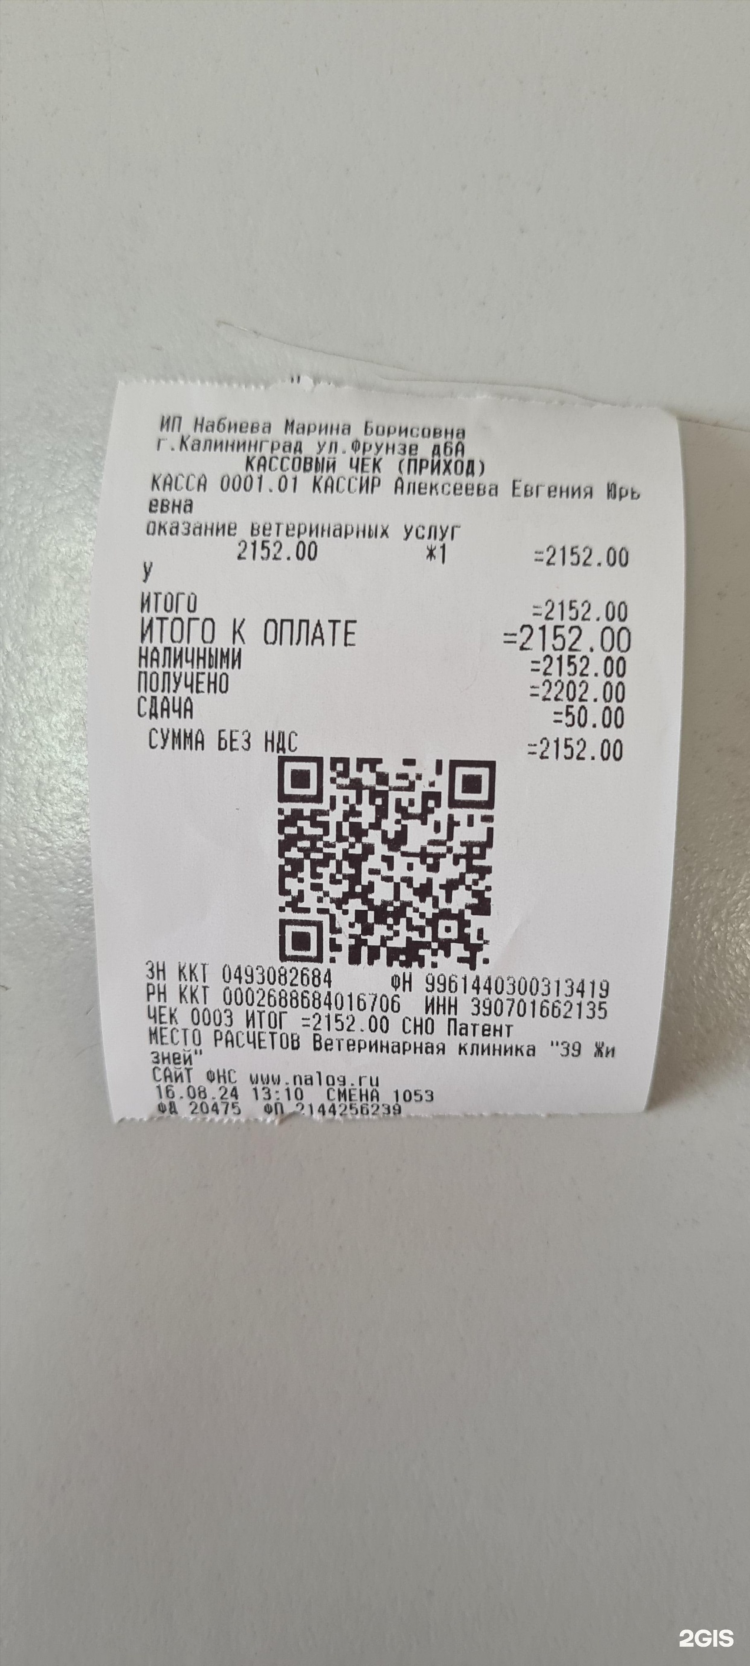 ИП Набиева Марина Борисовна
г.Калининград ул.Фрунзе д6А
КАССОВЫЙ ЧЕК (ПРИХОД)
КАССА 0001.01 КАССИР Алексеева Евгения Юрь
евна
оказание ветеринарных услуг
2152.00 *1 =2152.00
У
ИТОГО =2152.00
ИТОГО К ОПЛАТЕ =2152.00
НАЛИЧНЫМИ =2152.00
ПОЛУЧЕНО =2202.00
СДАЧА =50.00
СУММА БЕЗ НДС =2152.00
ЗН ККТ 0493082684 ФН 9961440300313419
РН ККТ 0002688684016706 ИНН 390701662135
ЧЕК 0003 ИТОГ =2152.00 СНО Патент
МЕСТО РАСЧЕТОВ Ветеринарная клиника "39 Жи
зней"
САЙТ ФНС www.nalog.ru
16.08.24 13:10 СМЕНА 1053
ФД 20475 ФП 2144256239
2GIS